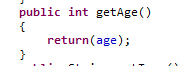 public int getAge()
{
return(age);
}